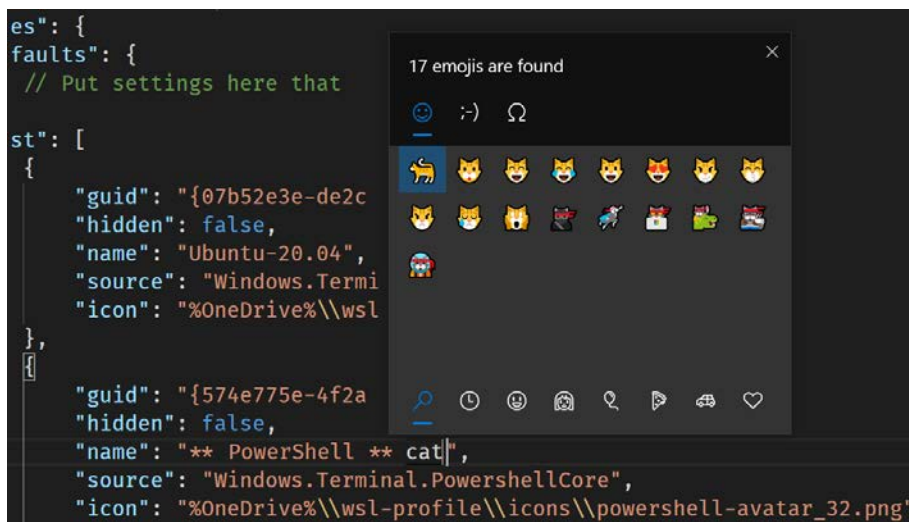 es": {
faults": {
// Put settings here that
st": [
{
"guid": "{07b52e3e-de2c
"hidden": false,
"name": "Ubuntu-20.04",
"source": "Windows.Termi
"icon": "%OneDrive%\\wsl
},
{
"guid": "{574e775e-4f2a
"hidden": false,
"name": "** PowerShell ** cat",
"source": "Windows.Terminal.PowershellCore",
"icon": "%OneDrive%\\wsl-profile\\icons\\powershell-avatar_32.png"
17 emojis are found
;-) Ω